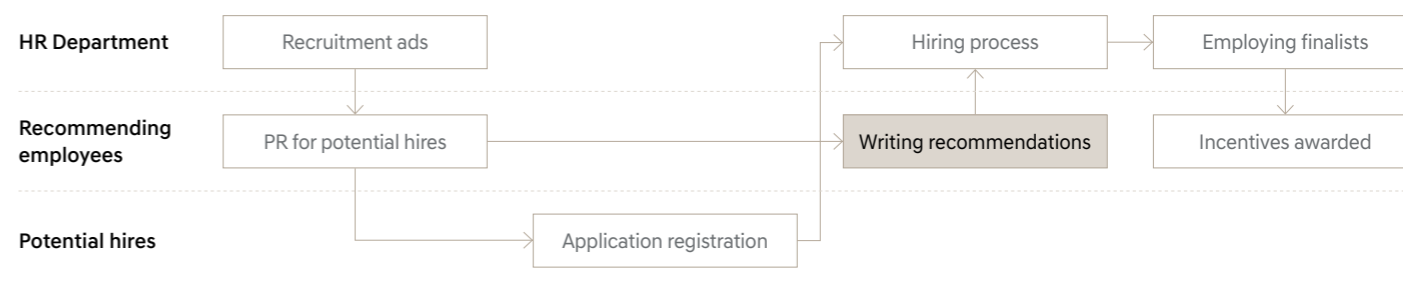 HR Department
Recruitment ads
Hiring process
Employing finalists
Recommending
employees
PR for potential hires
Writing recommendations
Incentives awarded
Potential hires
Application registration